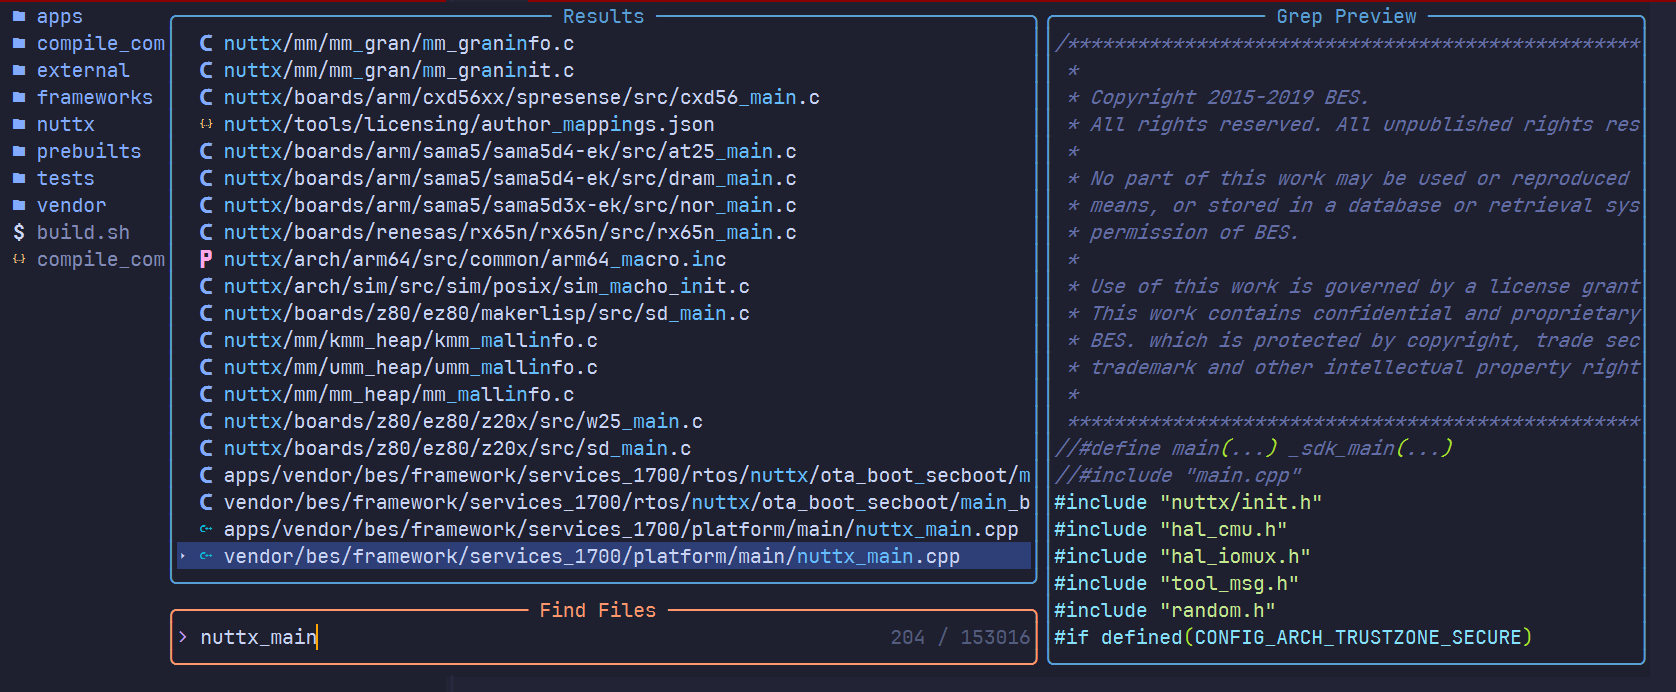 apps
compile_com
external
frameworks
nuttx
prebuilts
tests
vendor
$ build.sh
{.} compile_com
Results
C nuttx/mm/mm_gran/mm_graninfo.c
C nuttx/mm/mm_gran/mm_graninit.c
C nuttx/boards/arm/cxd56xx/spresense/src/cxd56_main.c
{.} nuttx/tools/licensing/author_mappings.json
C nuttx/boards/arm/sama5/sama5d4-ek/src/at25_main.c
C nuttx/boards/arm/sama5/sama5d4-ek/src/dram_main.c
C nuttx/boards/arm/sama5/sama5d3x-ek/src/nor_main.c
C nuttx/boards/renesas/rx65n/rx65n/src/rx65n_main.c
P nuttx/arch/arm64/src/common/arm64_macro.inc
C nuttx/arch/sim/src/sim/posix/sim_macho_init.c
C nuttx/boards/z80/ez80/makerlisp/src/sd_main.c
C nuttx/mm/kmm_heap/kmm_mallinfo.c
C nuttx/mm/umm_heap/umm_mallinfo.c
C nuttx/mm/mm_heap/mm_mallinfo.c
C nuttx/boards/z80/ez80/z20x/src/w25_main.c
C nuttx/boards/z80/ez80/z20x/src/sd_main.c
C apps/vendor/bes/framework/services_1700/rtos/nuttx/ota_boot_secboot/m
C vendor/bes/framework/services_1700/rtos/nuttx/ota_boot_secboot/main_b
C++ apps/vendor/bes/framework/services_1700/platform/main/nuttx_main.cpp
C++ vendor/bes/framework/services_1700/platform/main/nuttx_main.cpp
Find Files
> nuttx_main 204 / 153016
Grep Preview
/*************************************************
 *
 * Copyright 2015-2019 BES.
 * All rights reserved. All unpublished rights res
 *
 * No part of this work may be used or reproduced
 * means, or stored in a database or retrieval sys
 * permission of BES.
 *
 * Use of this work is governed by a license grant
 * This work contains confidential and proprietary
 * BES. which is protected by copyright, trade sec
 * trademark and other intellectual property right
 *
 *************************************************
//#define main(...) _sdk_main(...)
//#include "main.cpp"
#include "nuttx/init.h"
#include "hal_cmu.h"
#include "hal_iomux.h"
#include "tool_msg.h"
#include "random.h"
#if defined(CONFIG_ARCH_TRUSTZONE_SECURE)